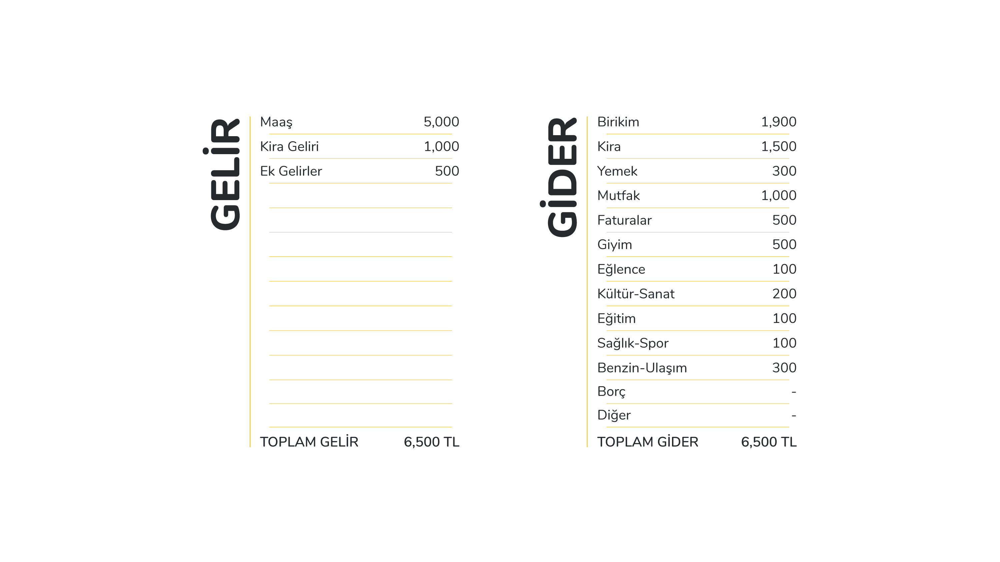 GELİR
Maaş 5,000
Kira Geliri 1,000
Ek Gelirler 500
TOPLAM GELİR 6,500 TL
GİDER
Birikim 1,900
Kira 1,500
Yemek 300
Mutfak 1,000
Faturalar 500
Giyim 500
Eğlence 100
Kültür-Sanat 200
Eğitim 100
Sağlık-Spor 100
Benzin-Ulaşım 300
Borç -
Diğer -
TOPLAM GİDER 6,500 TL